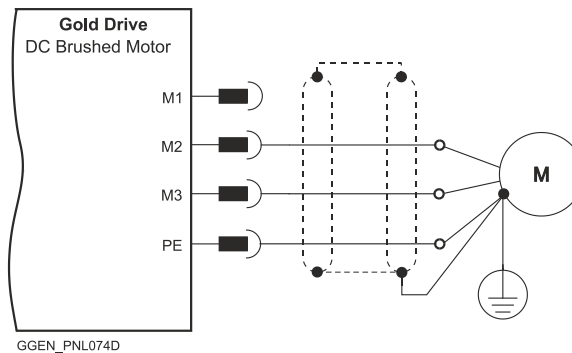 Gold Drive
DC Brushed Motor
M1
M2
M3
PE
M
GGEN_PNL074D